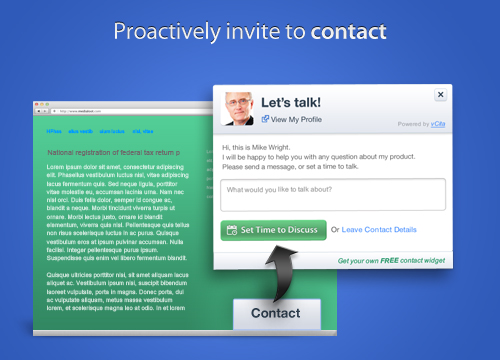 Proactively invite to contact
Let's talk!
View My Profile
Powered by vCita
Hi, this is Mike Wright.
I will be happy to help you with any question about my product.
Please send a message, or set a time to talk.
What would you like to talk about?
Set Time to Discuss
Or Leave Contact Details
Get your own FREE contact widget
Contact
National registration of federal tax return p
Lorem ipsum dolor sit amet, consectetur adipiscing
elit. Phasellus vestibulum luctus nisi, vitae adipiscing
lacus fermentum quis. Sed neque ligula, porttitor
vitae molestie eu, accumsan lacinia urna. Nam nec
nisl orci. Duis felis dolor, semper id congue ac,
blandit a neque. Morbi tincidunt viverra turpis ut
ornare. Morbi lectus justo, ornare id blandit
elementum, viverra quis nisl. Pellentesque quis tellus
non risus scelerisque luctus at ac purus. Quisque
vestibulum eros at ipsum pulvinar accumsan. Nulla
facilisi. Integer pellentesque purus ipsum.
Suspendisse quis enim vel libero fermentum blandit.
Quisque ultricies porttitor nisi, sit amet aliquam lacus
aliquet ac. Vestibulum ipsum nisi, suscipit bibendum
laoreet vitae, porta in magna. Donec porta, dui
ac vulputate aliquam, metus massa vestibulum
lorem, et scelerisque magna leo at odio. In et lorem